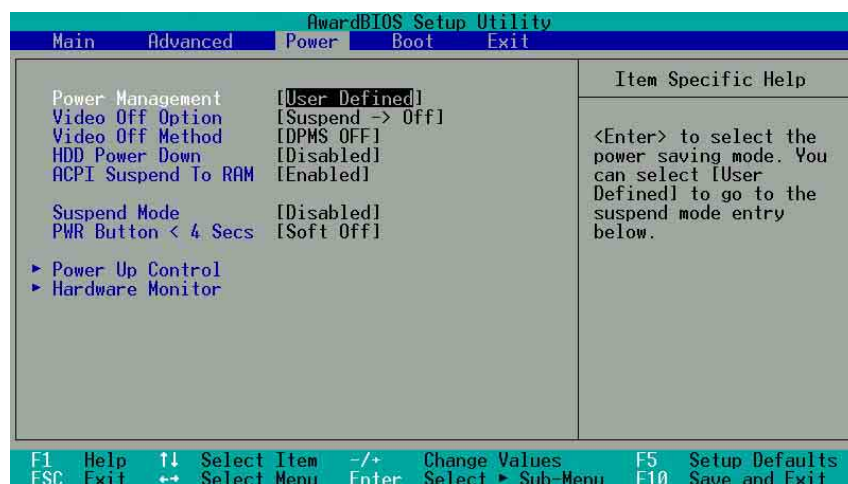 AwardBIOS Setup Utility
Main Advanced Power Boot Exit
Power Management [User Defined]
Video Off Option [Suspend -> Off]
Video Off Method [DPMS OFF]
HDD Power Down [Disabled]
ACPI Suspend To RAM [Enabled]
Suspend Mode [Disabled]
PWR Button < 4 Secs [Soft Off]
► Power Up Control
► Hardware Monitor
Item Specific Help
<Enter> to select the
power saving mode. You
can select [User
Defined] to go to the
suspend mode entry
below.
F1 Help ↑↓ Select Item -/+ Change Values F5 Setup Defaults
ESC Exit ←→ Select Menu Enter Select ► Sub-Menu F10 Save and Exit